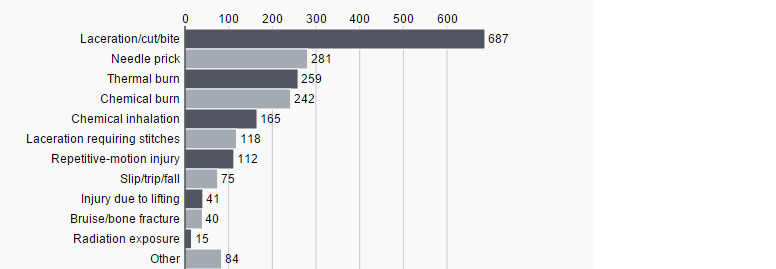 0 100 200 300 400 500 600
Laceration/cut/bite 687
Needle prick 281
Thermal burn 259
Chemical burn 242
Chemical inhalation 165
Laceration requiring stitches 118
Repetitive-motion injury 112
Slip/trip/fall 75
Injury due to lifting 41
Bruise/bone fracture 40
Radiation exposure 15
Other 84